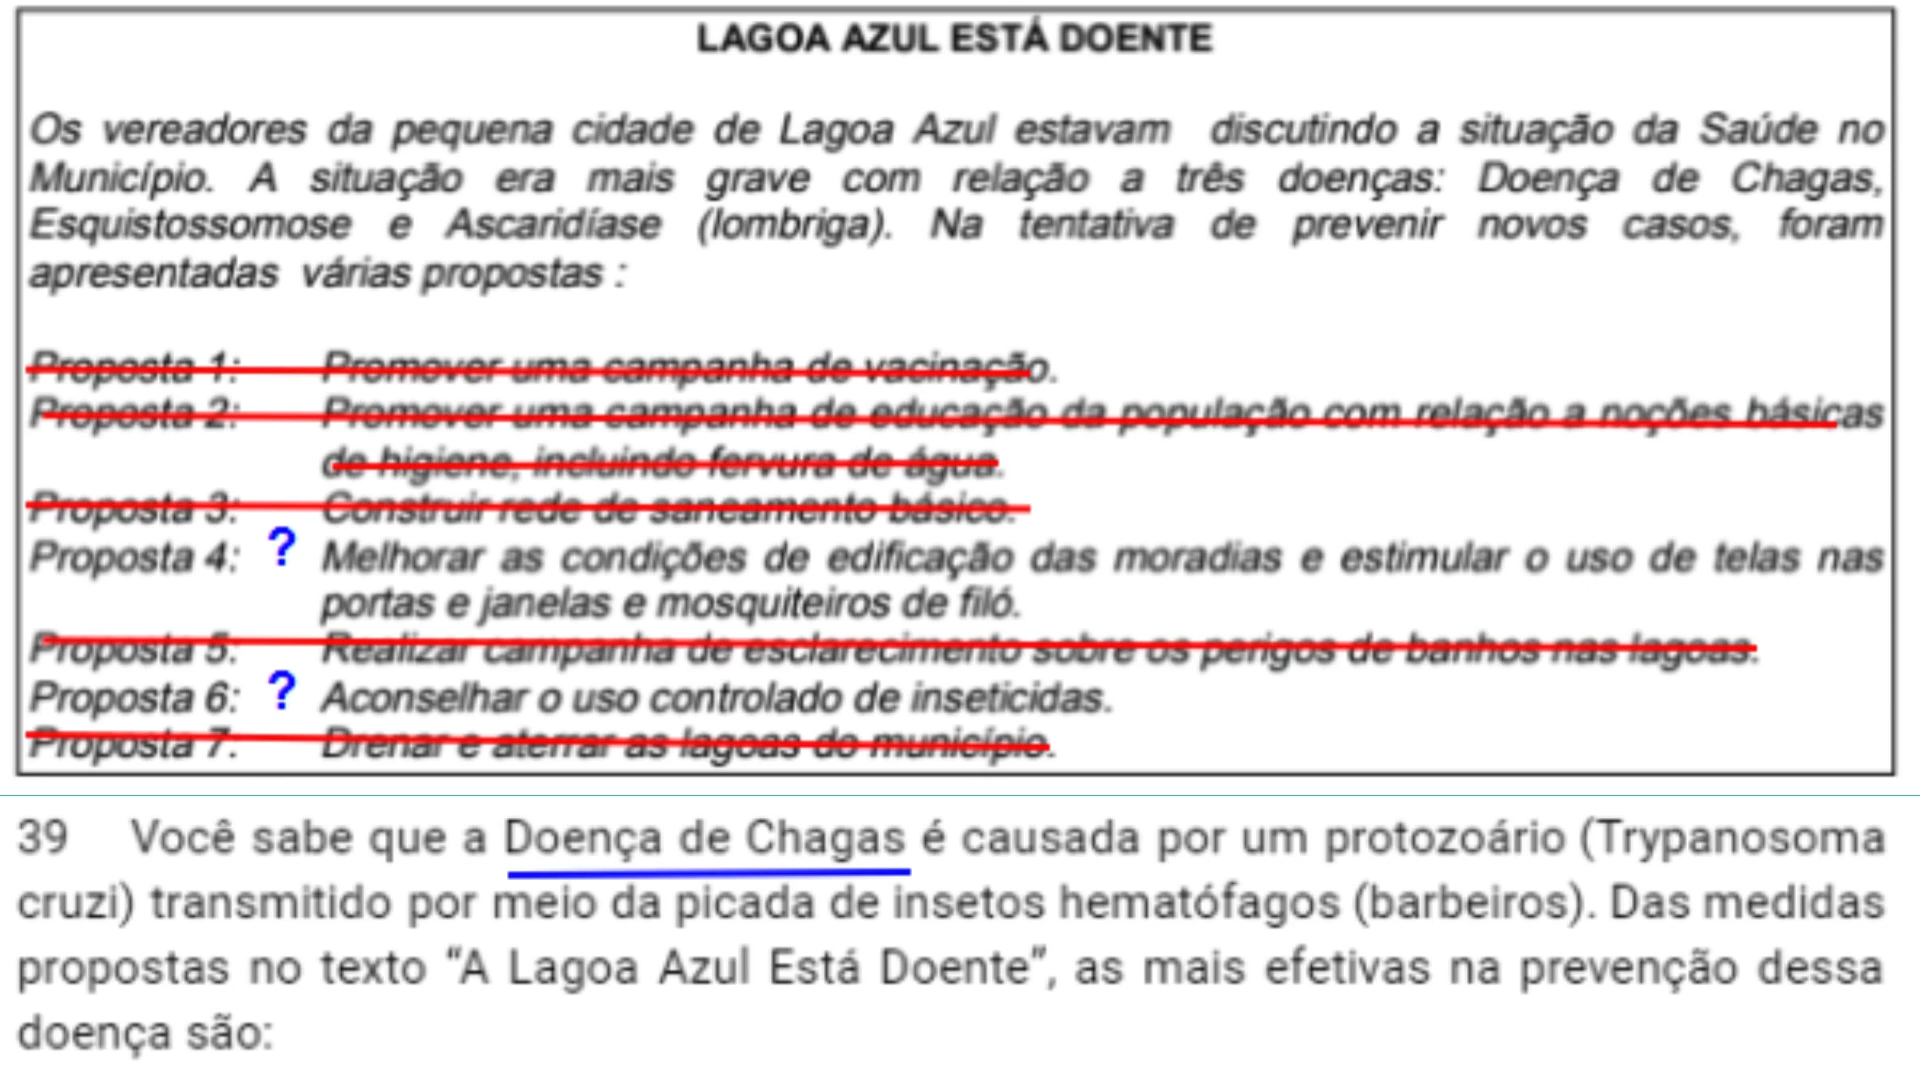 LAGOA AZUL ESTÁ DOENTE
Os vereadores da pequena cidade de Lagoa Azul estavam discutindo a situação da Saúde no
Município. A situação era mais grave com relação a três doenças: Doença de Chagas,
Esquistossomose e Ascaridíase (lombriga). Na tentativa de prevenir novos casos, foram
apresentadas várias propostas :
Proposta 1: Promover uma campanha de vacinação.
Proposta 2: Promover uma campanha de educação da população com relação a noções básicas
de higiene, incluindo fervura de água.
Proposta 3: Construir rede de saneamento básico.
Proposta 4: ? Melhorar as condições de edificação das moradias e estimular o uso de telas nas
portas e janelas e mosquiteiros de filó.
Proposta 5: Realizar campanha de esclarecimento sobre os perigos de banhos nas lagoas.
Proposta 6: ? Aconselhar o uso controlado de inseticidas.
Proposta 7: Drenar e aterrar as lagoas do município.
39 Você sabe que a Doença de Chagas é causada por um protozoário (Trypanosoma
cruzi) transmitido por meio da picada de insetos hematófagos (barbeiros). Das medidas
propostas no texto “A Lagoa Azul Está Doente”, as mais efetivas na prevenção dessa
doença são: